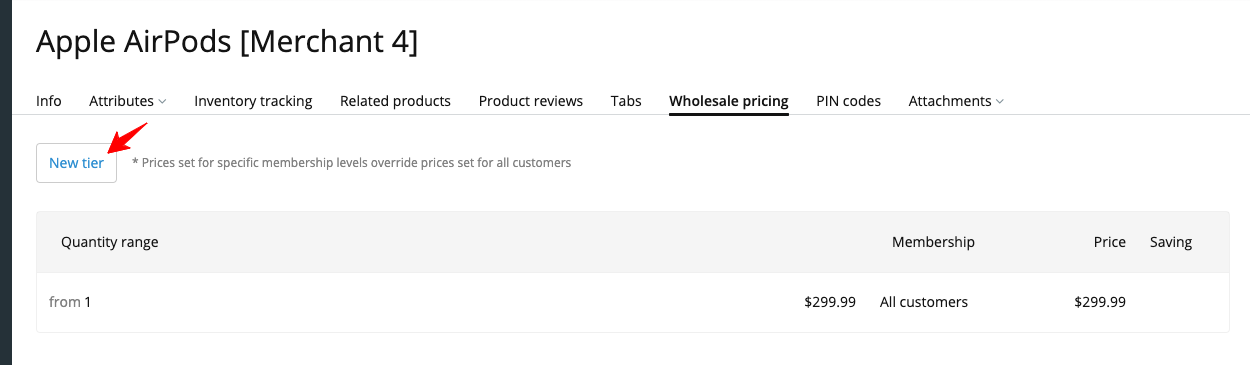 Apple AirPods [Merchant 4]
Info Attributes Inventory tracking Related products Product reviews Tabs Wholesale pricing PIN codes Attachments
New tier * Prices set for specific membership levels override prices set for all customers
Quantity range Membership Price Saving
from 1 $299.99 All customers $299.99